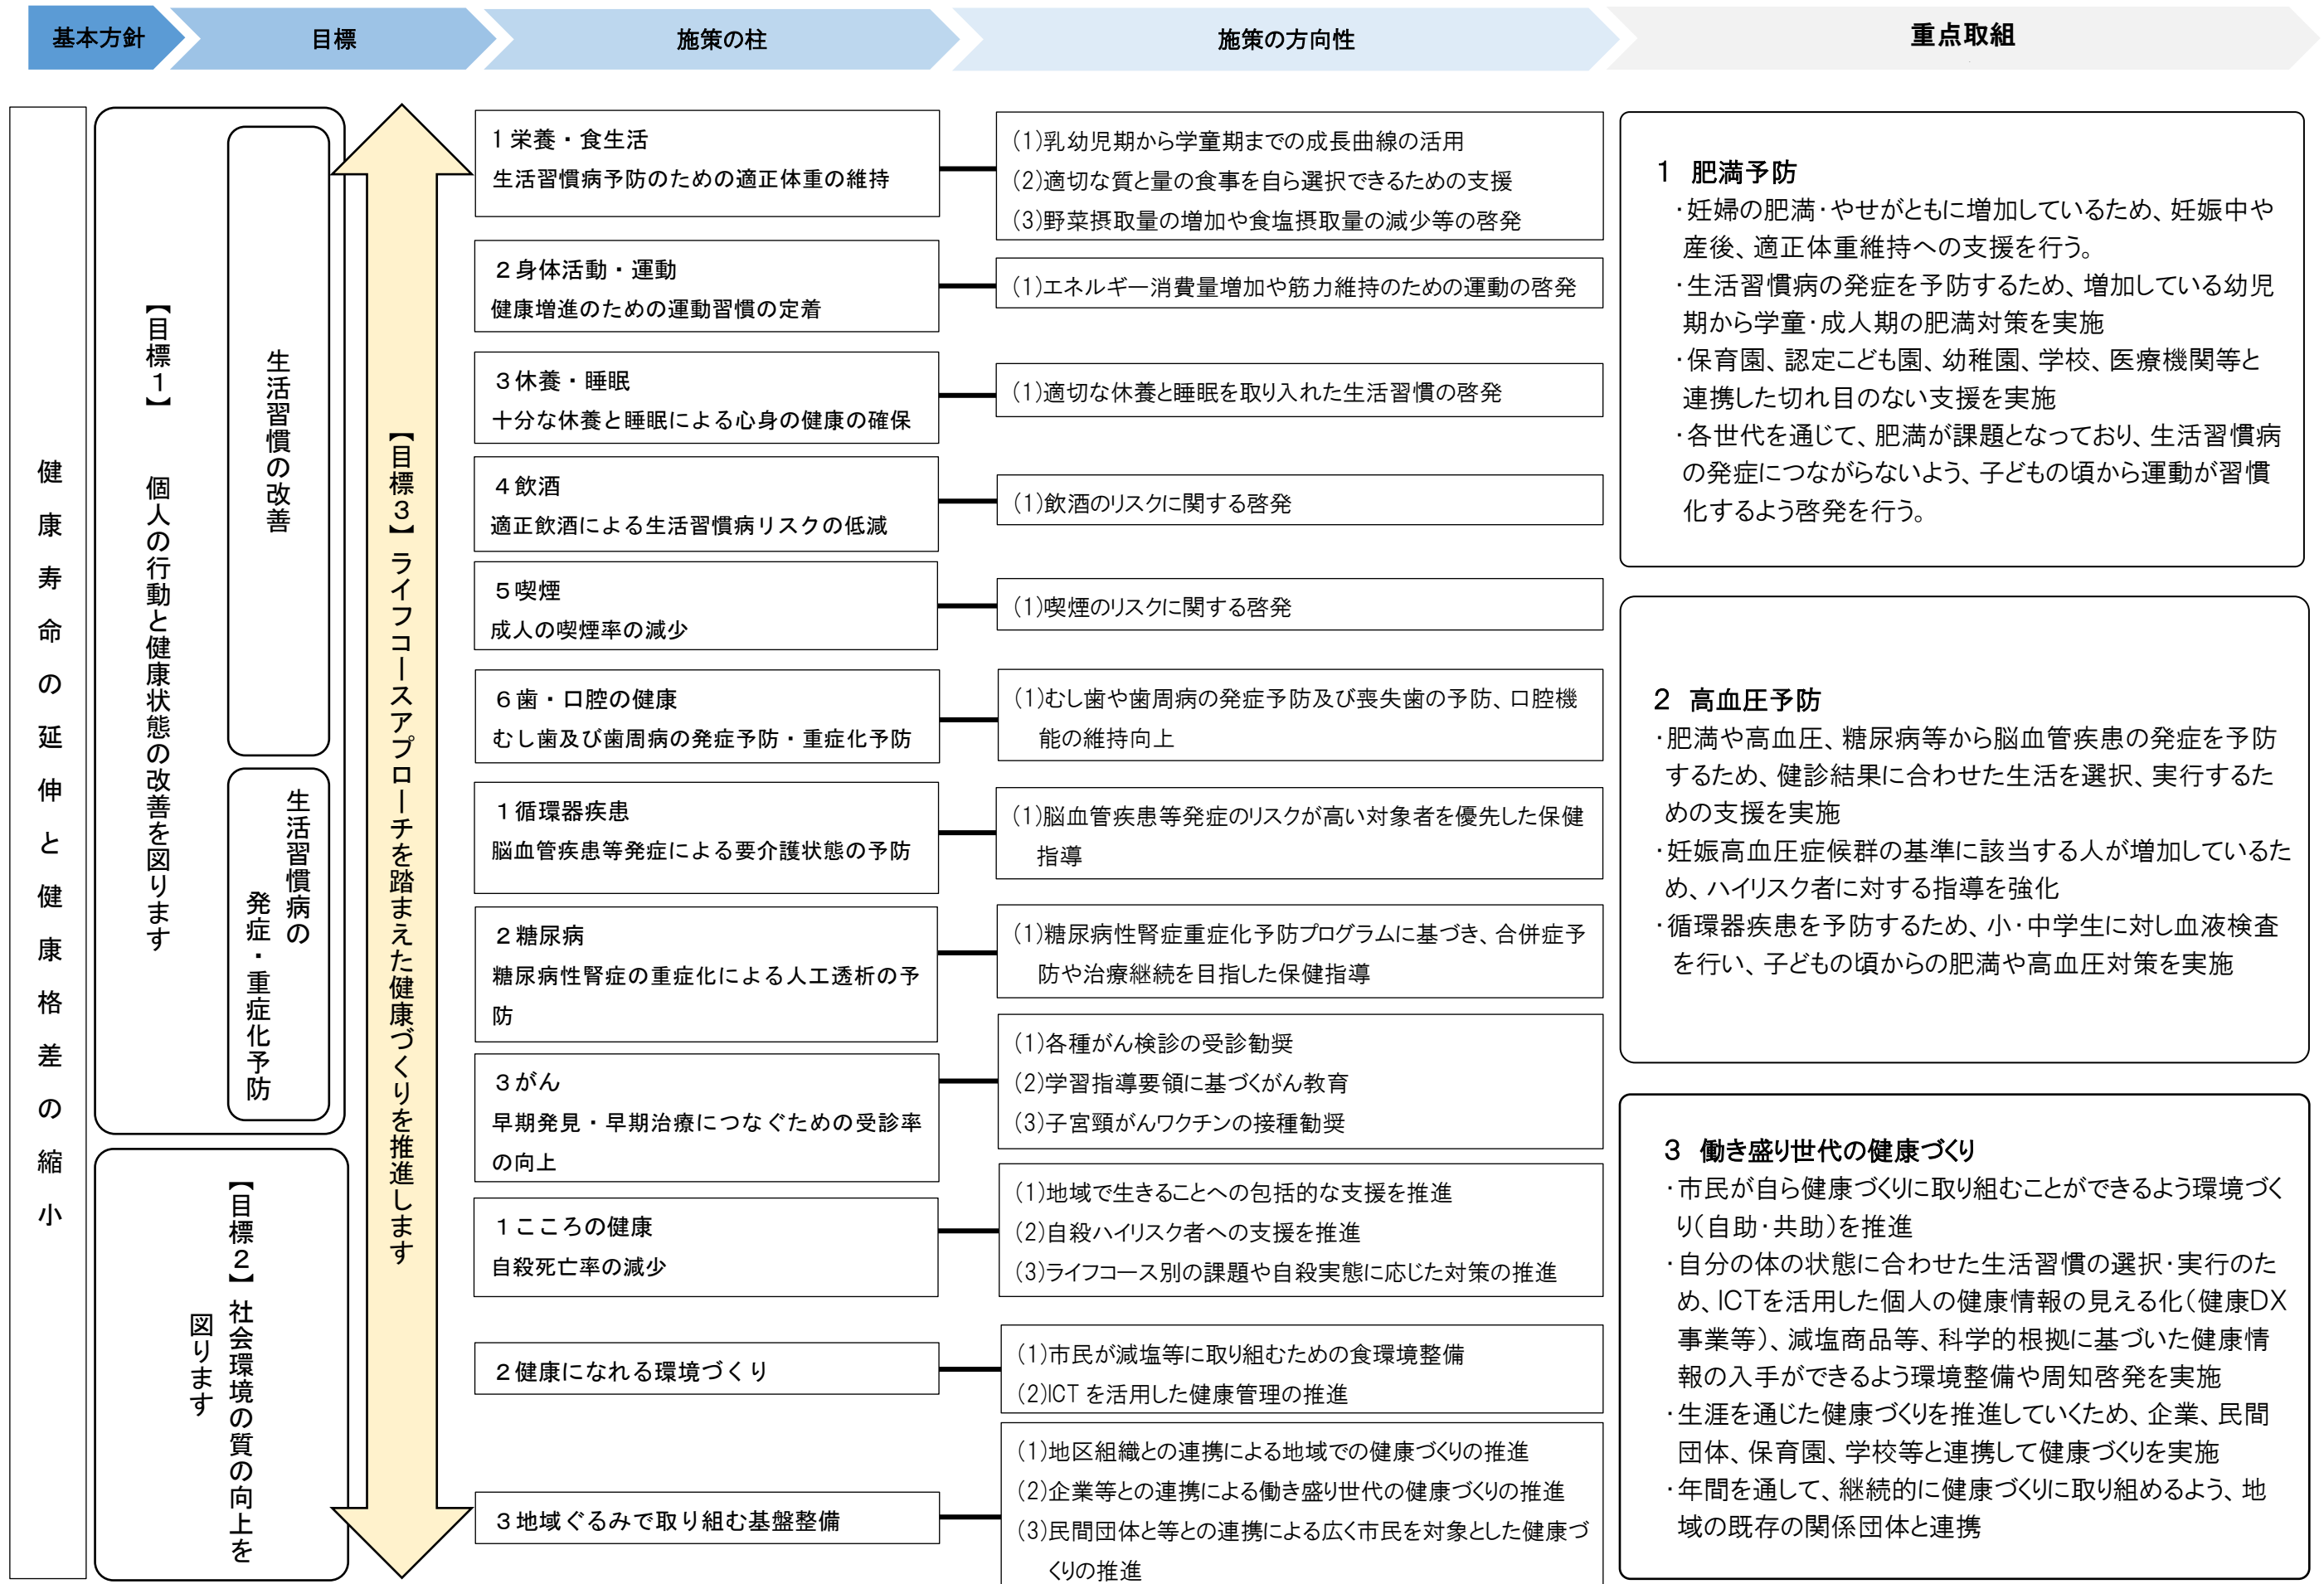 基本方針
目標
施策の柱
施策の方向性
重点取組
健康寿命の延伸と健康格差の縮小
【目標1】 個人の行動と健康状態の改善を図ります
生活習慣の改善
生活習慣病の
発症・重症化予防
【目標2】社会環境の質の向上を
図ります
【目標3】ライフコースアプローチを踏まえた健康づくりを推進します
1 栄養・食生活
生活習慣病予防のための適正体重の維持
(1)乳幼児期から学童期までの成長曲線の活用
(2)適切な質と量の食事を自ら選択できるための支援
(3)野菜摂取量の増加や食塩摂取量の減少等の啓発
2 身体活動・運動
健康増進のための運動習慣の定着
(1)エネルギー消費量増加や筋力維持のための運動の啓発
3 休養・睡眠
十分な休養と睡眠による心身の健康の確保
(1)適切な休養と睡眠を取り入れた生活習慣の啓発
4 飲酒
適正飲酒による生活習慣病リスクの低減
(1)飲酒のリスクに関する啓発
5 喫煙
成人の喫煙率の減少
(1)喫煙のリスクに関する啓発
6 歯・口腔の健康
むし歯及び歯周病の発症予防・重症化予防
(1)むし歯や歯周病の発症予防及び喪失歯の予防、口腔機
能の維持向上
1 循環器疾患
脳血管疾患等発症による要介護状態の予防
(1)脳血管疾患等発症のリスクが高い対象者を優先した保健
指導
2 糖尿病
糖尿病性腎症の重症化による人工透析の予
防
(1)糖尿病性腎症重症化予防プログラムに基づき、合併症予
防や治療継続を目指した保健指導
3 がん
早期発見・早期治療につなぐための受診率
の向上
(1)各種がん検診の受診勧奨
(2)学習指導要領に基づくがん教育
(3)子宮頸がんワクチンの接種勧奨
1 こころの健康
自殺死亡率の減少
(1)地域で生きることへの包括的な支援を推進
(2)自殺ハイリスク者への支援を推進
(3)ライフコース別の課題や自殺実態に応じた対策の推進
2 健康になれる環境づくり
(1)市民が減塩等に取り組むための食環境整備
(2)ICT を活用した健康管理の推進
3 地域ぐるみで取り組む基盤整備
(1)地区組織との連携による地域での健康づくりの推進
(2)企業等との連携による働き盛り世代の健康づくりの推進
(3)民間団体と等との連携による広く市民を対象とした健康づ
くりの推進
1 肥満予防
・妊婦の肥満・やせがともに増加しているため、妊娠中や
産後、適正体重維持への支援を行う。
・生活習慣病の発症を予防するため、増加している幼児
期から学童・成人期の肥満対策を実施
・保育園、認定こども園、幼稚園、学校、医療機関等と
連携した切れ目のない支援を実施
・各世代を通じて、肥満が課題となっており、生活習慣病
の発症につながらないよう、子どもの頃から運動が習慣
化するよう啓発を行う。
2 高血圧予防
・肥満や高血圧、糖尿病等から脳血管疾患の発症を予防
するため、健診結果に合わせた生活を選択、実行するた
めの支援を実施
・妊娠高血圧症候群の基準に該当する人が増加しているた
め、ハイリスク者に対する指導を強化
・循環器疾患を予防するため、小・中学生に対し血液検査
を行い、子どもの頃からの肥満や高血圧対策を実施
3 働き盛り世代の健康づくり
・市民が自ら健康づくりに取り組むことができるよう環境づく
り(自助・共助)を推進
・自分の体の状態に合わせた生活習慣の選択・実行のた
め、ICTを活用した個人の健康情報の見える化(健康DX
事業等)、減塩商品等、科学的根拠に基づいた健康情
報の入手ができるよう環境整備や周知啓発を実施
・生涯を通じた健康づくりを推進していくため、企業、民間
団体、保育園、学校等と連携して健康づくりを実施
・年間を通して、継続的に健康づくりに取り組めるよう、地
域の既存の関係団体と連携